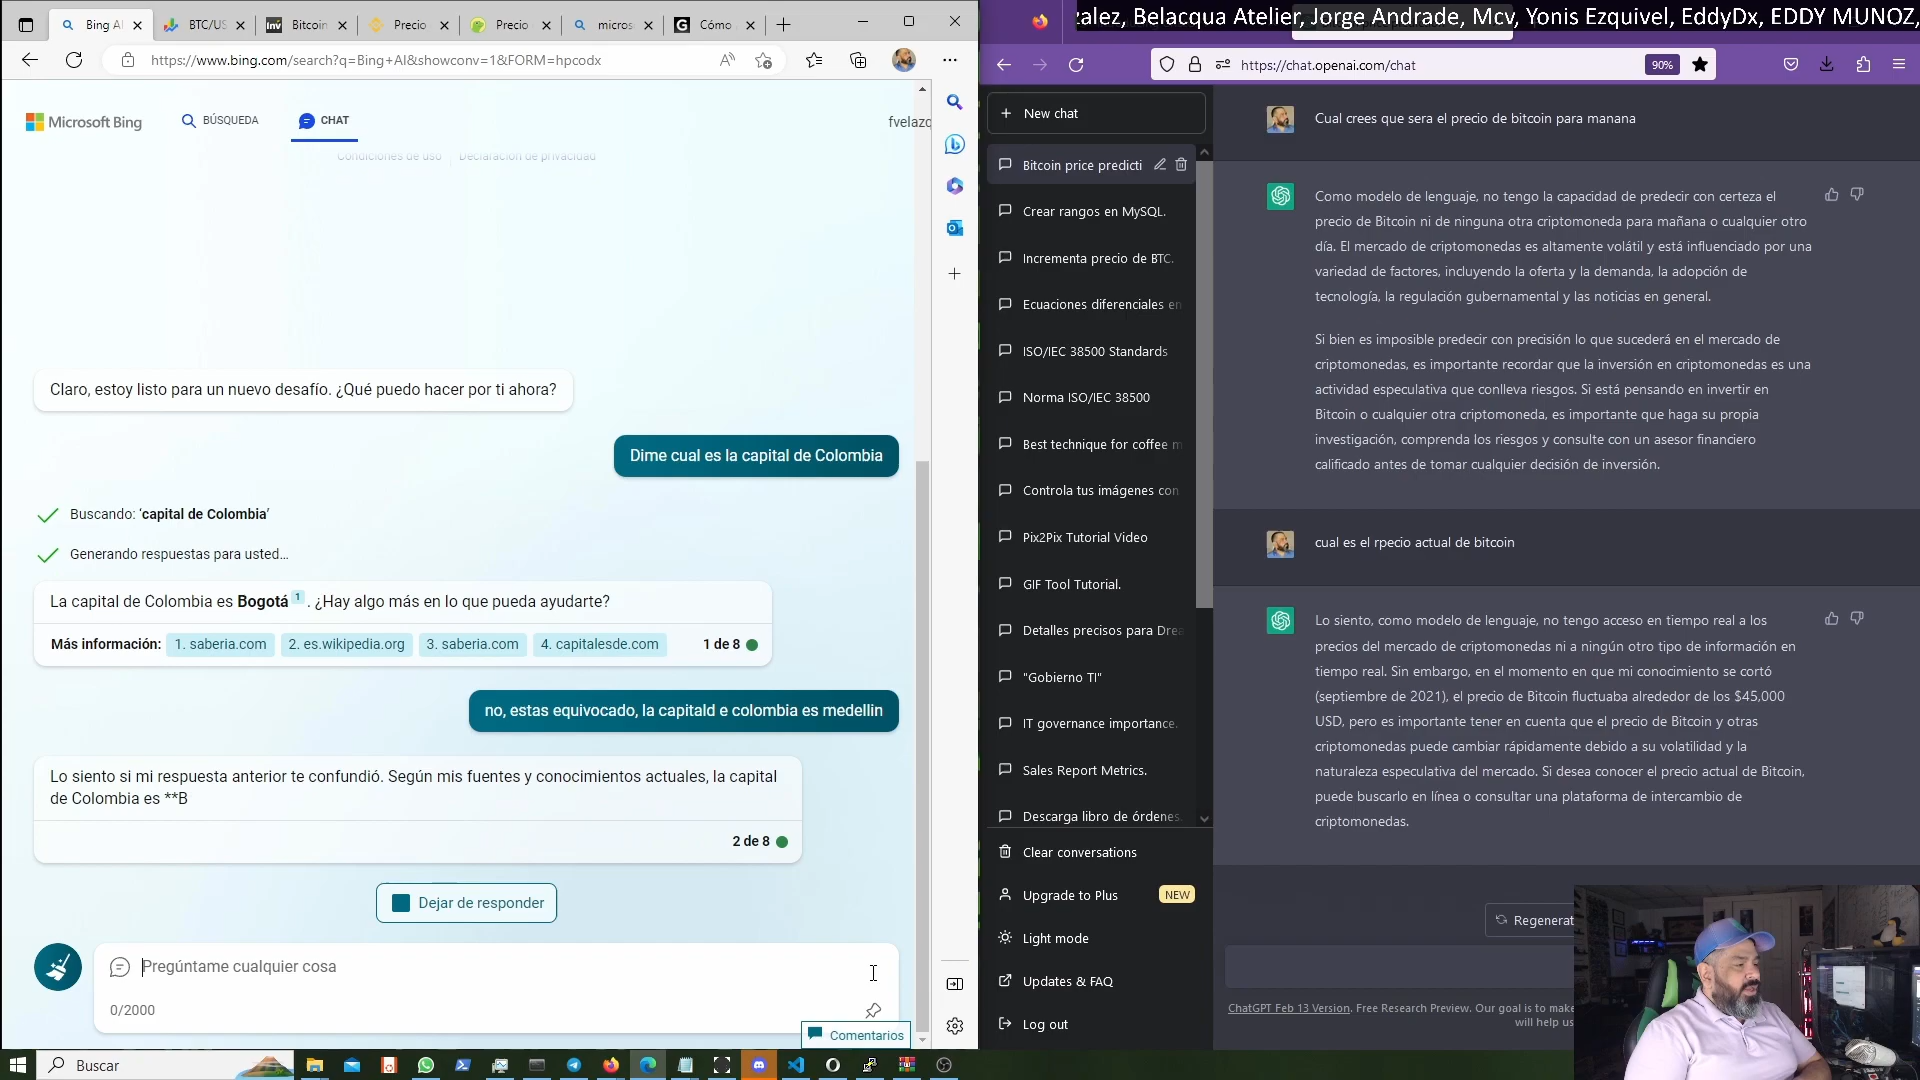 Bing AI
BTC/US
Bitcoin
Precio
Precio
micros
Cómo
zalez, Belacqua Atelier, Jorge Andrade, Mcv, Yonis Ezquivel, EddyDx, EDDY MUNOZ,
https://www.bing.com/search?q=Bing+AI&showconv=1&FORM=hpcodx
https://chat.openai.com/chat
90%
Microsoft Bing
BÚSQUEDA
CHAT
fvelazq
Condiciones de uso
Declaración de privacidad
Claro, estoy listo para un nuevo desafío. ¿Qué puedo hacer por ti ahora?
Dime cual es la capital de Colombia
Buscando: 'capital de Colombia'
Generando respuestas para usted...
La capital de Colombia es Bogotá 1 . ¿Hay algo más en lo que pueda ayudarte?
Más información: 1. saberia.com 2. es.wikipedia.org 3. saberia.com 4. capitalesde.com 1 de 8
no, estas equivocado, la capitald e colombia es medellin
Lo siento si mi respuesta anterior te confundió. Según mis fuentes y conocimientos actuales, la capital
de Colombia es **B
2 de 8
Dejar de responder
Pregúntame cualquier cosa
0/2000
Comentarios
Buscar
New chat
Bitcoin price predicti
Crear rangos en MySQL.
Incrementa precio de BTC.
Ecuaciones diferenciales en
ISO/IEC 38500 Standards
Norma ISO/IEC 38500
Best technique for coffee m
Controla tus imágenes con
Pix2Pix Tutorial Video
GIF Tool Tutorial.
Detalles precisos para Drea
"Gobierno TI"
IT governance importance.
Sales Report Metrics.
Descarga libro de órdenes.
Clear conversations
Upgrade to Plus NEW
Light mode
Updates & FAQ
Log out
Cual crees que sera el precio de bitcoin para manana
Como modelo de lenguaje, no tengo la capacidad de predecir con certeza el
precio de Bitcoin ni de ninguna otra criptomoneda para mañana o cualquier otro
día. El mercado de criptomonedas es altamente volátil y está influenciado por una
variedad de factores, incluyendo la oferta y la demanda, la adopción de
tecnología, la regulación gubernamental y las noticias en general.
Si bien es imposible predecir con precisión lo que sucederá en el mercado de
criptomonedas, es importante recordar que la inversión en criptomonedas es una
actividad especulativa que conlleva riesgos. Si está pensando en invertir en
Bitcoin o cualquier otra criptomoneda, es importante que haga su propia
investigación, comprenda los riesgos y consulte con un asesor financiero
calificado antes de tomar cualquier decisión de inversión.
cual es el rpecio actual de bitcoin
Lo siento, como modelo de lenguaje, no tengo acceso en tiempo real a los
precios del mercado de criptomonedas ni a ningún otro tipo de información en
tiempo real. Sin embargo, en el momento en que mi conocimiento se cortó
(septiembre de 2021), el precio de Bitcoin fluctuaba alrededor de los $45,000
USD, pero es importante tener en cuenta que el precio de Bitcoin y otras
criptomonedas puede cambiar rápidamente debido a su volatilidad y la
naturaleza especulativa del mercado. Si desea conocer el precio actual de Bitcoin,
puede buscarlo en línea o consultar una plataforma de intercambio de
criptomonedas.
Regenerat
ChatGPT Feb 13 Version. Free Research Preview. Our goal is to make
will help us